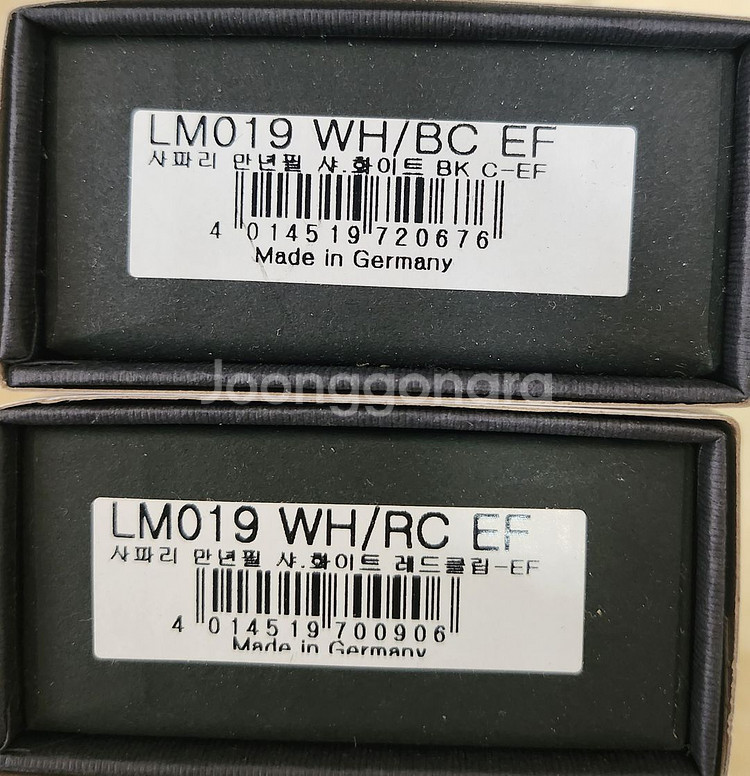 LM019 WH/BC EF
사파리 만년필 샤.화이트 BK C-EF
4 014519 720676
Made in Germany
Joonggonara
LM019 WH/RC EF
사파리 만년필 샤.화이트 레드클립-EF
4 014519 700906
Made in Germany